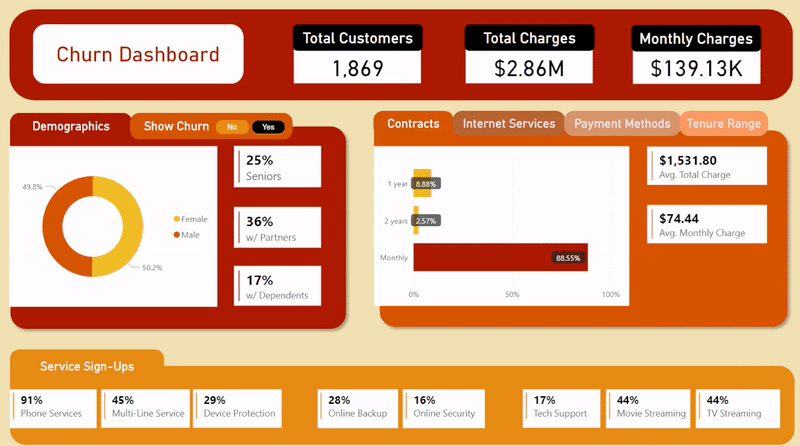 Churn Dashboard
Total Customers
1,869
Total Charges
$2.86M
Monthly Charges
$139.13K
Demographics
Show Churn
No
Yes
49.8%
50.2%
Female
Male
25%
Seniors
36%
w/ Partners
17%
w/ Dependents
Contracts
Internet Services
Payment Methods
Tenure Range
1 year
8.88%
2 years
2.57%
Monthly
88.55%
0%
50%
100%
$1,531.80
Avg. Total Charge
$74.44
Avg. Monthly Charge
Service Sign-Ups
91%
Phone Services
45%
Multi-Line Service
29%
Device Protection
28%
Online Backup
16%
Online Security
17%
Tech Support
44%
Movie Streaming
44%
TV Streaming